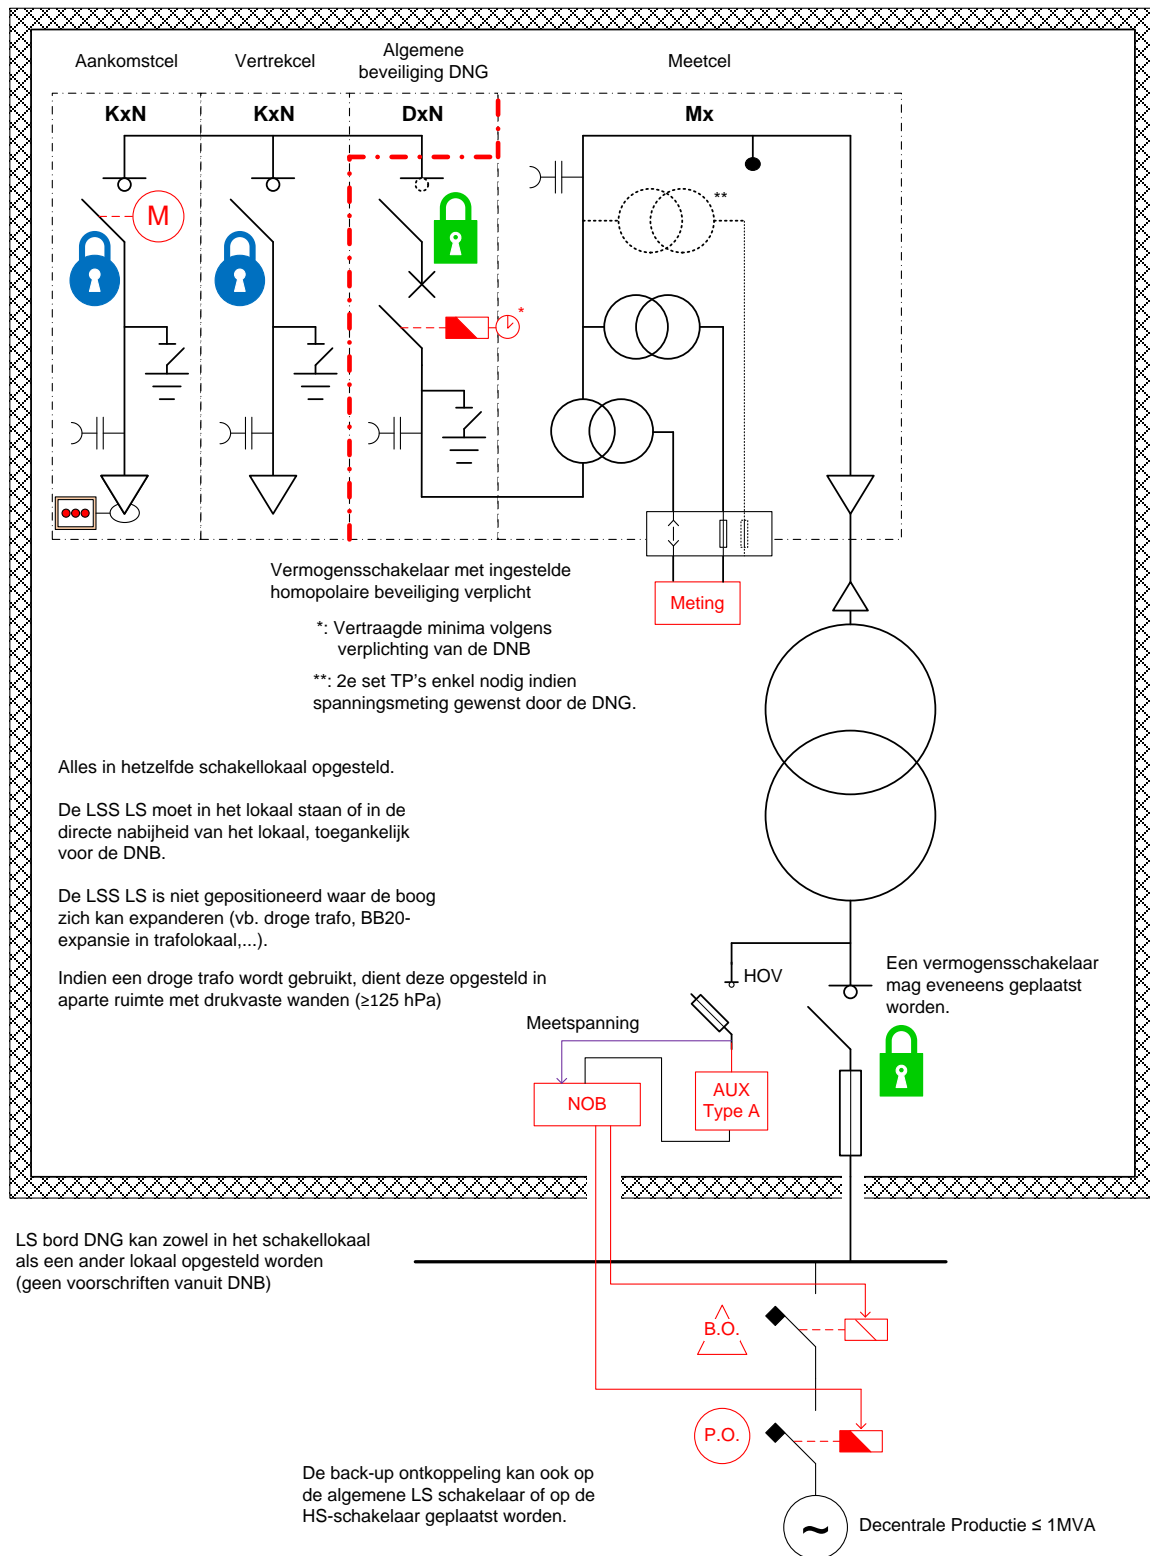 Aankomstcel
Vertrekcel
Algemene
beveiliging DNG
Meetcel
KxN
KxN
DxN
Mx
M
**
*
Meting
Vermogensschakelaar met ingestelde
homopolaire beveiliging verplicht
*: Vertraagde minima volgens
verplichting van de DNB
**: 2e set TP's enkel nodig indien
spanningsmeting gewenst door de DNG.
Alles in hetzelfde schakellokaal opgesteld.
De LSS LS moet in het lokaal staan of in de
directe nabijheid van het lokaal, toegankelijk
voor de DNB.
De LSS LS is niet gepositioneerd waar de boog
zich kan expanderen (vb. droge trafo, BB20-
expansie in trafolokaal,...).
Indien een droge trafo wordt gebruikt, dient deze opgesteld in
aparte ruimte met drukvaste wanden (≥125 hPa)
HOV
Een vermogensschakelaar
mag eveneens geplaatst
worden.
Meetspanning
NOB
AUX
Type A
LS bord DNG kan zowel in het schakellokaal
als een ander lokaal opgesteld worden
(geen voorschriften vanuit DNB)
B.O.
P.O.
De back-up ontkoppeling kan ook op
de algemene LS schakelaar of op de
HS-schakelaar geplaatst worden.
~
Decentrale Productie ≤ 1MVA